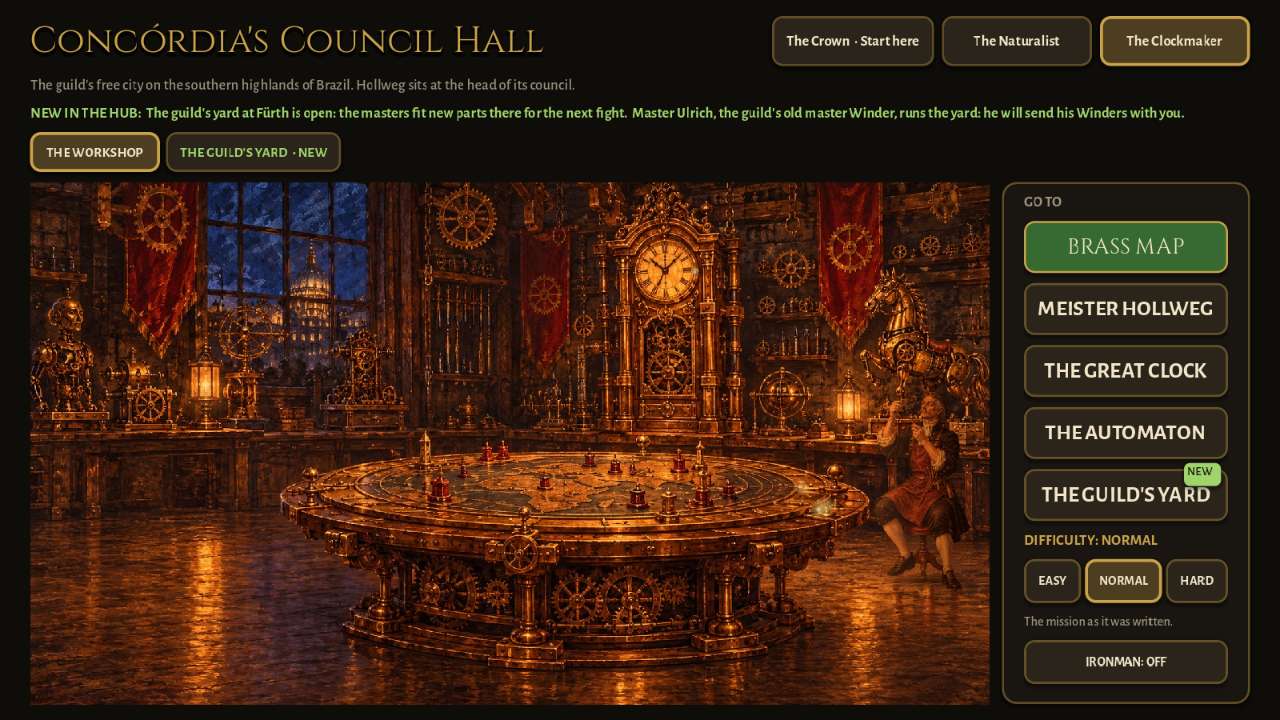 CONCÓRDIA'S COUNCIL HALL
The Crown · Start here
The Naturalist
The Clockmaker
The guild's free city on the southern highlands of Brazil. Hollweg sits at the head of its council.
NEW IN THE HUB: The guild's yard at Fürth is open: the masters fit new parts there for the next fight. Master Ulrich, the guild's old master Winder, runs the yard: he will send his Winders with you.
THE WORKSHOP
THE GUILD'S YARD · NEW
GO TO
BRASS MAP
MEISTER HOLLWEG
THE GREAT CLOCK
THE AUTOMATON
NEW
THE GUILD'S YARD
DIFFICULTY: NORMAL
EASY
NORMAL
HARD
The mission as it was written.
IRONMAN: OFF